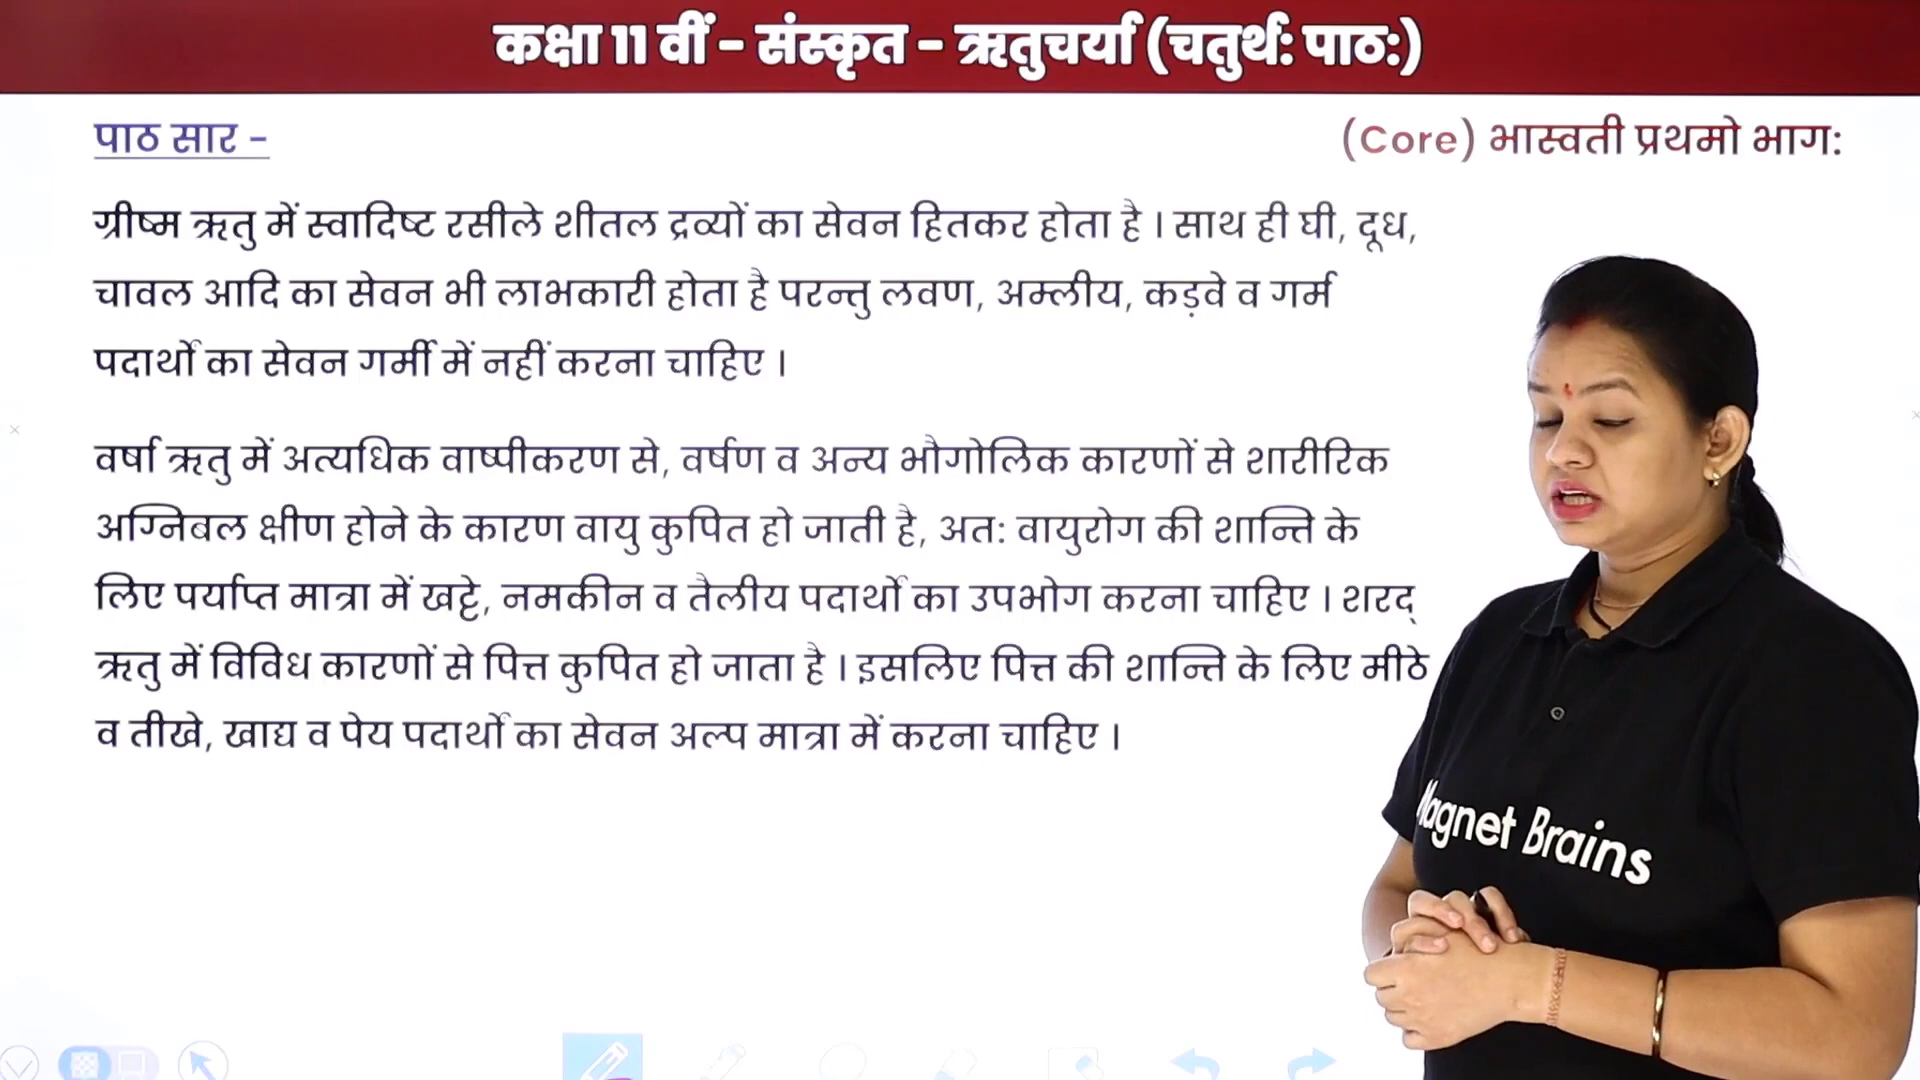 कक्षा 11 वीं - संस्कृत - ऋतुचर्या (चतुर्थ: पाठ:)
पाठ सार -
(Core) भास्वती प्रथमो भाग:
ग्रीष्म ऋतु में स्वादिष्ट रसीले शीतल द्रव्यों का सेवन हितकर होता है । साथ ही घी, दूध,
चावल आदि का सेवन भी लाभकारी होता है परन्तु लवण, अम्लीय, कड़वे व गर्म
पदार्थो का सेवन गर्मी में नहीं करना चाहिए ।
वर्षा ऋतु में अत्यधिक वाष्पीकरण से, वर्षण व अन्य भौगोलिक कारणों से शारीरिक
अग्निबल क्षीण होने के कारण वायु कुपित हो जाती है, अत: वायुरोग की शान्ति के
लिए पर्याप्त मात्रा में खट्टे, नमकीन व तैलीय पदार्थो का उपभोग करना चाहिए । शरद्
ऋतु में विविध कारणों से पित्त कुपित हो जाता है । इसलिए पित्त की शान्ति के लिए मीठे
व तीखे, खाद्य व पेय पदार्थो का सेवन अल्प मात्रा में करना चाहिए ।
Magnet Brains